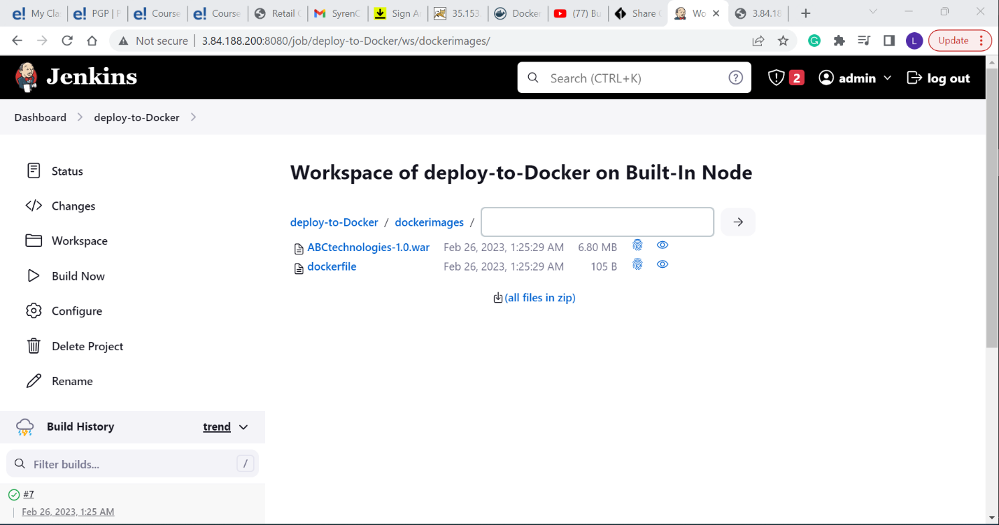 e! My Cla e! PGP | P e! Course e! Course Retail C SyrenC Sign A 35.153. Docker (77) Bu Share C Wo × 3.84.18 +
Not secure | 3.84.188.200:8080/job/deploy-to-Docker/ws/dockerimages/ L Update
Jenkins Search (CTRL+K) ? 2 admin log out
Dashboard > deploy-to-Docker >
Status
Changes
Workspace
Build Now
Configure
Delete Project
Rename
Build History trend
Filter builds... /
#7
Feb 26, 2023, 1:25 AM
Workspace of deploy-to-Docker on Built-In Node
deploy-to-Docker / dockerimages / →
ABCtechnologies-1.0.war Feb 26, 2023, 1:25:29 AM 6.80 MB
dockerfile Feb 26, 2023, 1:25:29 AM 105 B
(all files in zip)